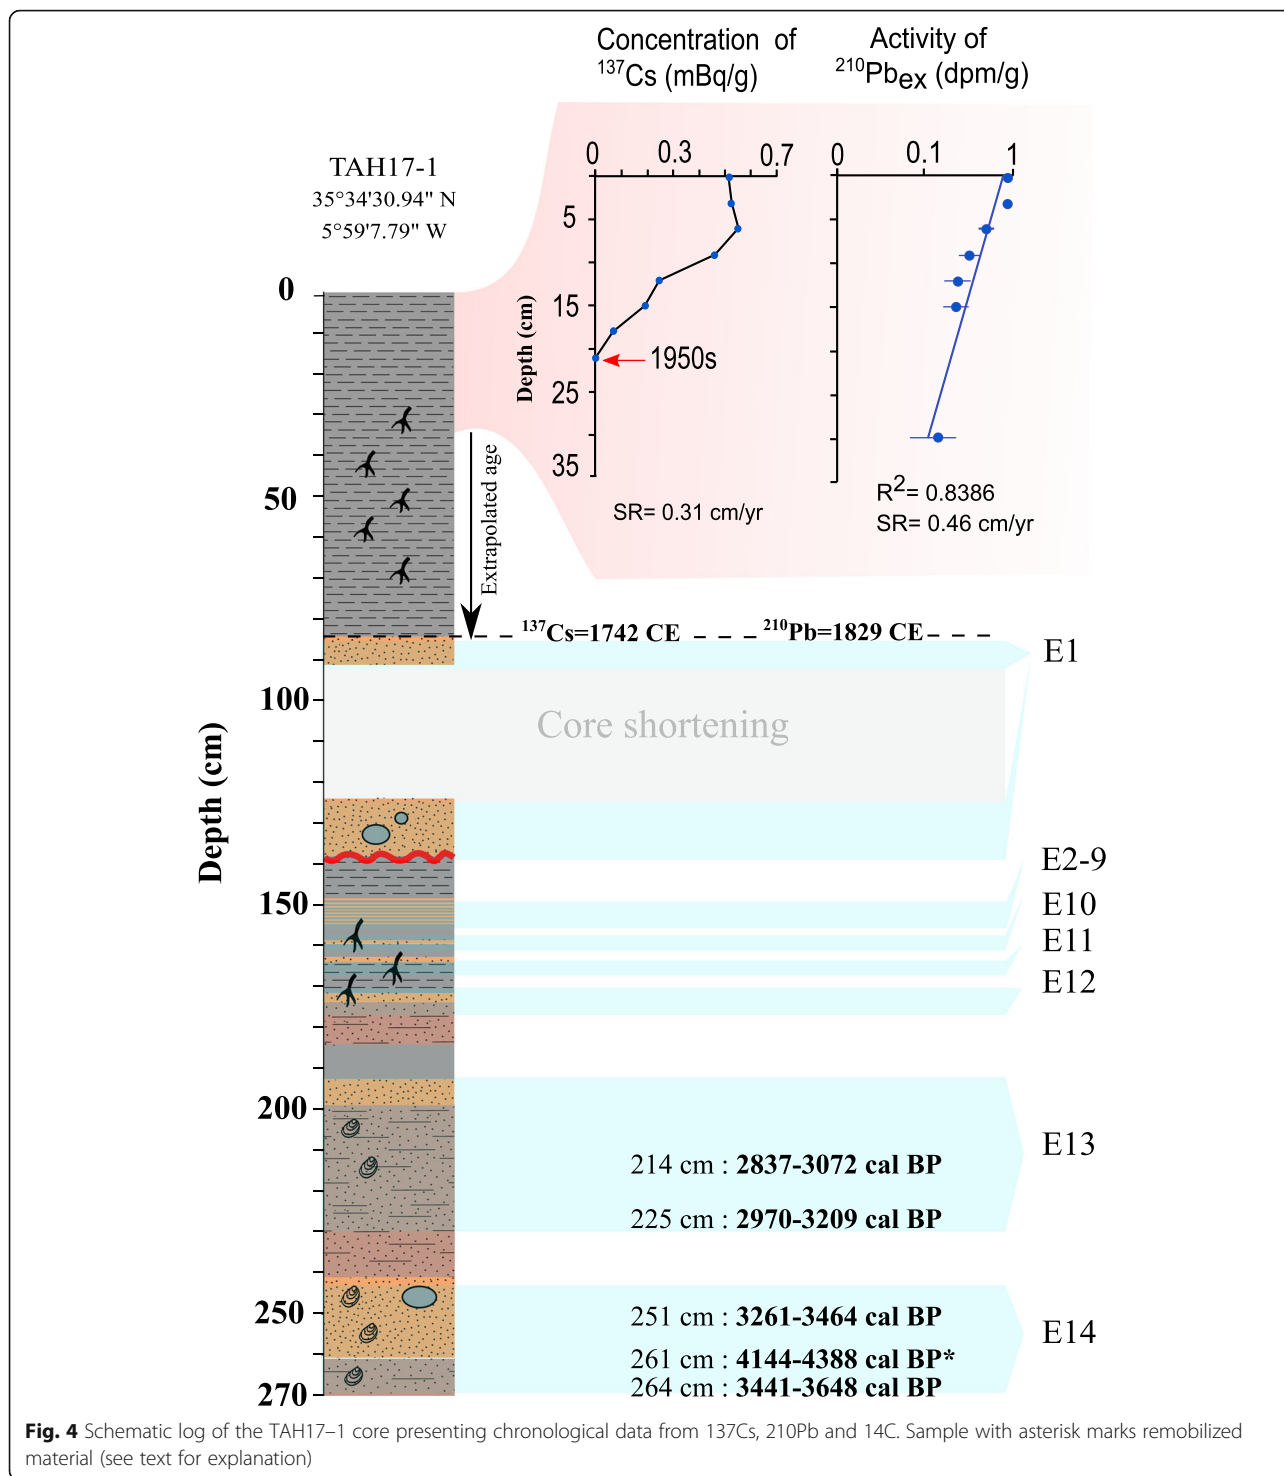 Concentration of
137Cs (mBq/g)
Activity of
210Pbex (dpm/g)
TAH17-1
35°34'30.94" N
5°59'7.79" W
0 0.3 0.7
0 0.1 1
5
15
25
35
Depth (cm)
1950s
SR= 0.31 cm/yr
R2= 0.8386
SR= 0.46 cm/yr
Extrapolated age
137Cs=1742 CE
210Pb=1829 CE
0
50
100
150
200
250
270
Depth (cm)
Core shortening
E1
E2-9
E10
E11
E12
E13
214 cm : 2837-3072 cal BP
225 cm : 2970-3209 cal BP
251 cm : 3261-3464 cal BP
E14
261 cm : 4144-4388 cal BP*
264 cm : 3441-3648 cal BP
Fig. 4 Schematic log of the TAH17–1 core presenting chronological data from 137Cs, 210Pb and 14C. Sample with asterisk marks remobilized
material (see text for explanation)